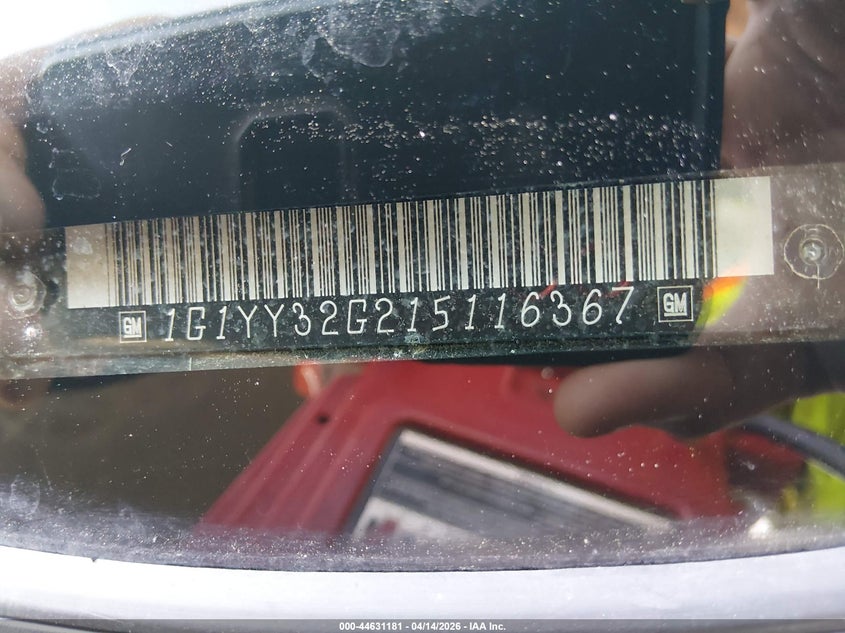 GM 1G1YY32G215116367 GM
000-44631181 - 04/14/2026 - IAA Inc.